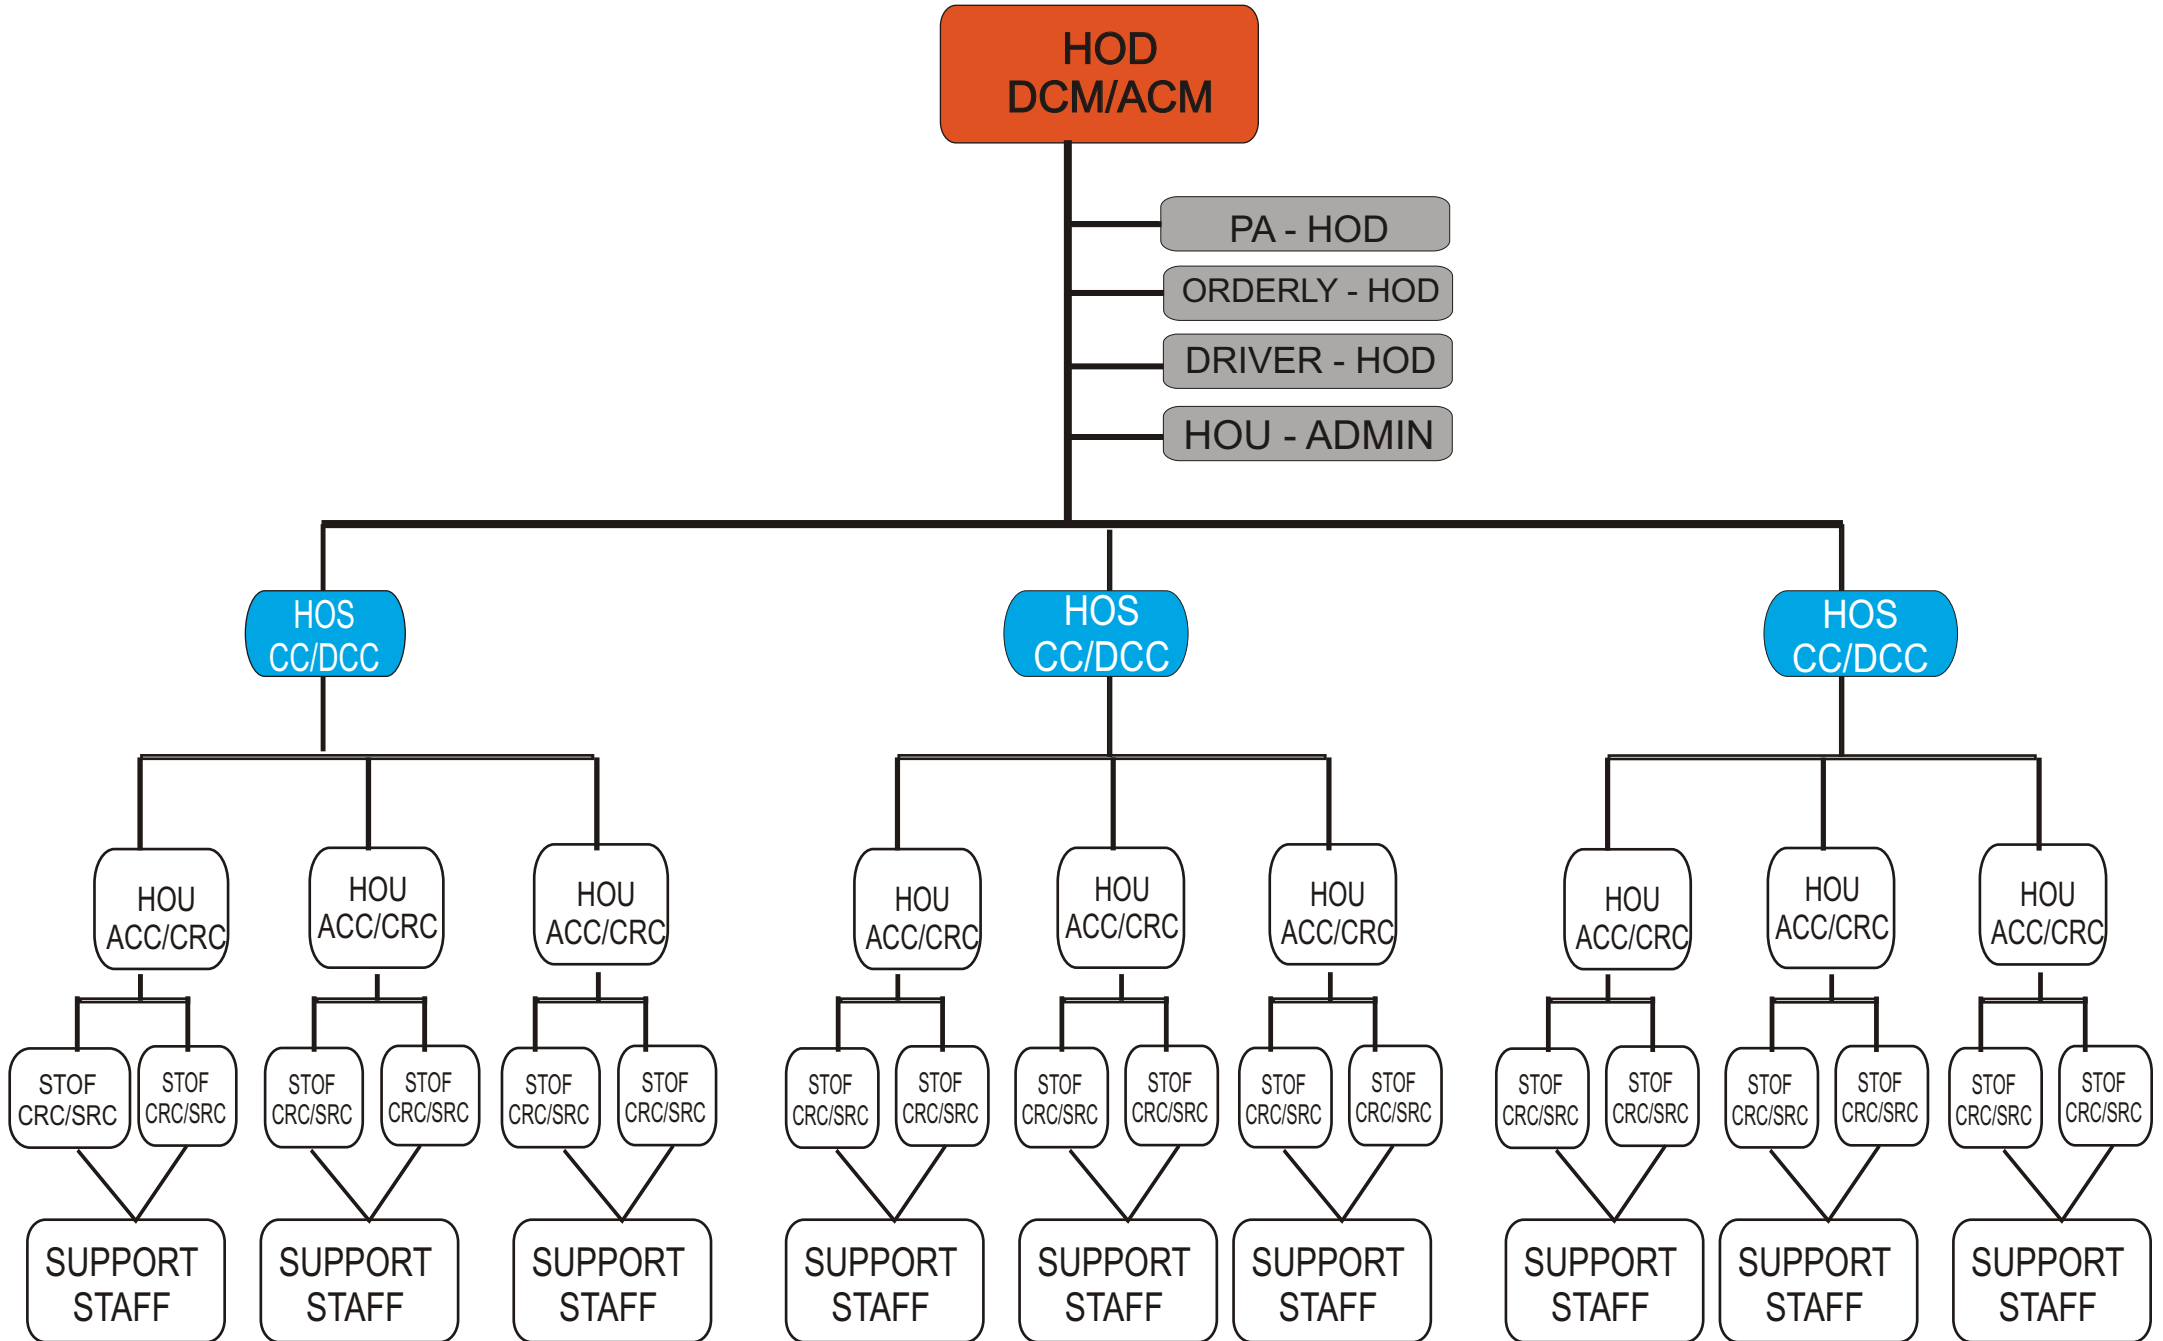 HOD
DCM/ACM
PA - HOD
ORDERLY - HOD
DRIVER - HOD
HOU - ADMIN
HOS
CC/DCC
HOS
CC/DCC
HOS
CC/DCC
HOU
ACC/CRC
HOU
ACC/CRC
HOU
ACC/CRC
HOU
ACC/CRC
HOU
ACC/CRC
HOU
ACC/CRC
HOU
ACC/CRC
HOU
ACC/CRC
HOU
ACC/CRC
STOF
CRC/SRC
STOF
CRC/SRC
STOF
CRC/SRC
STOF
CRC/SRC
STOF
CRC/SRC
STOF
CRC/SRC
STOF
CRC/SRC
STOF
CRC/SRC
STOF
CRC/SRC
STOF
CRC/SRC
STOF
CRC/SRC
STOF
CRC/SRC
STOF
CRC/SRC
STOF
CRC/SRC
STOF
CRC/SRC
STOF
CRC/SRC
STOF
CRC/SRC
STOF
CRC/SRC
SUPPORT
STAFF
SUPPORT
STAFF
SUPPORT
STAFF
SUPPORT
STAFF
SUPPORT
STAFF
SUPPORT
STAFF
SUPPORT
STAFF
SUPPORT
STAFF
SUPPORT
STAFF